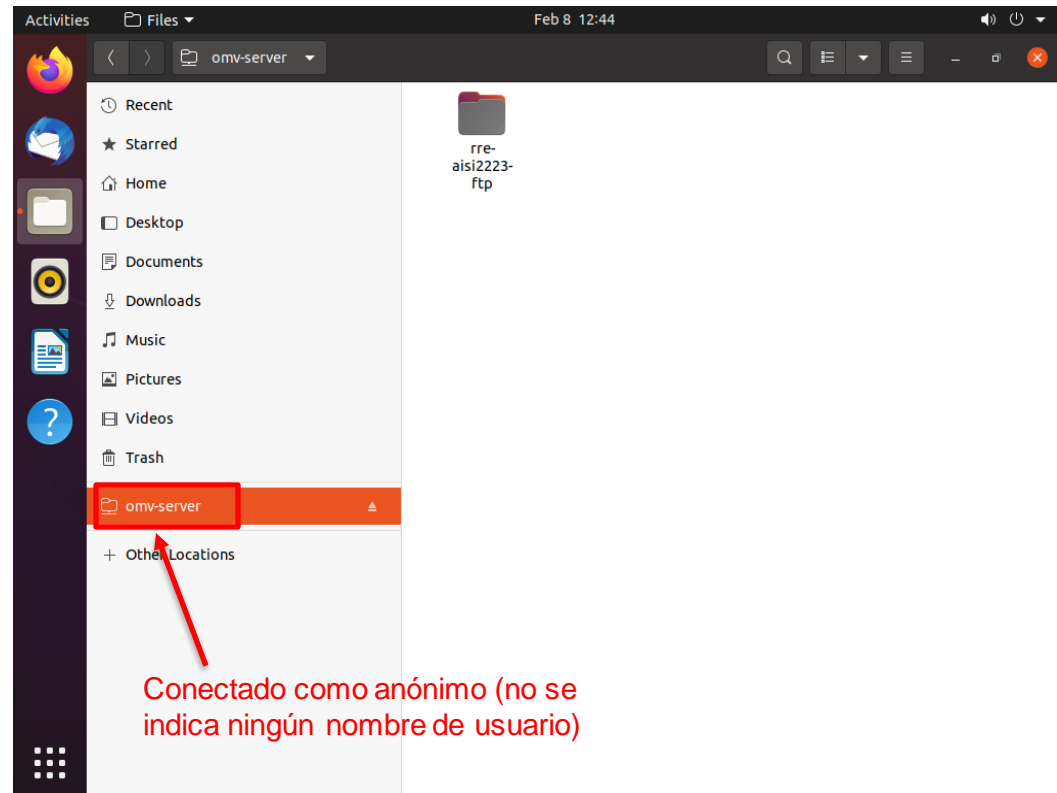 Activities
Files
Feb 8 12:44
omv-server
Recent
Starred
Home
Desktop
Documents
Downloads
Music
Pictures
Videos
Trash
omv-server
+ Other Locations
rre-
aisi2223-
ftp
?
Conectado como anónimo (no se
indica ningún nombre de usuario)